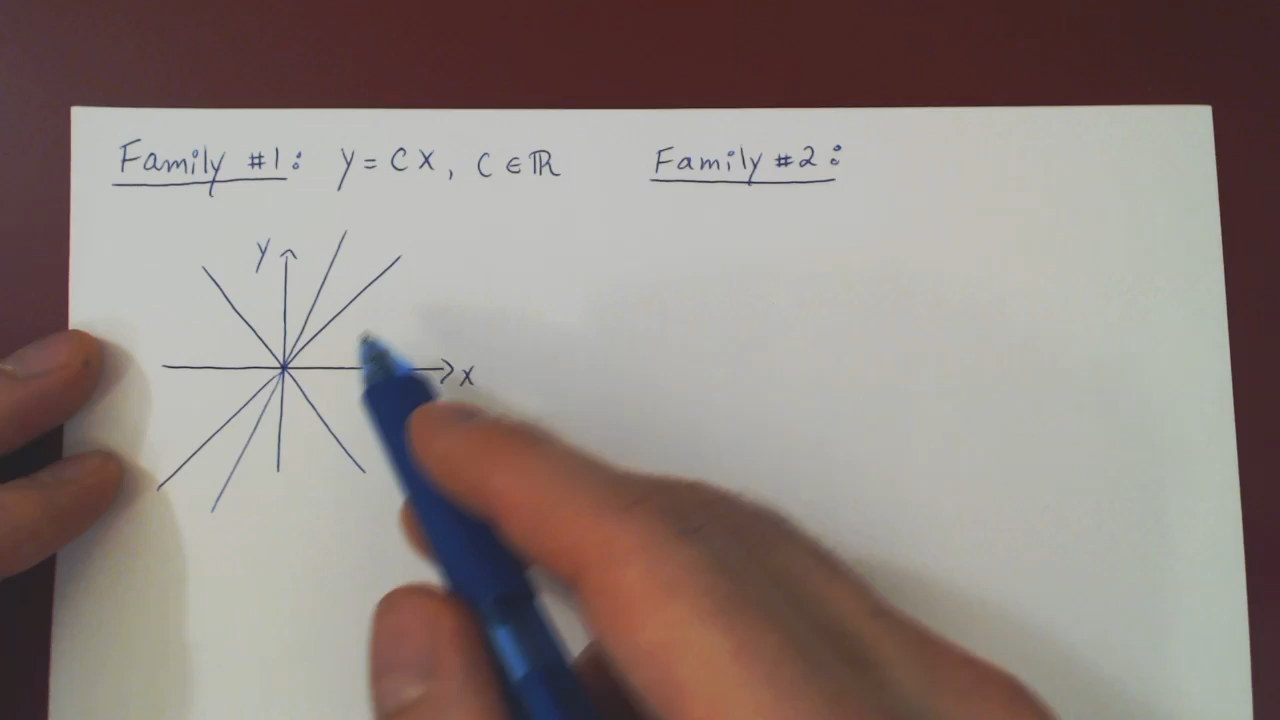 Family #1: y = Cx, C ∈ ℝ
Family #2:
y
x